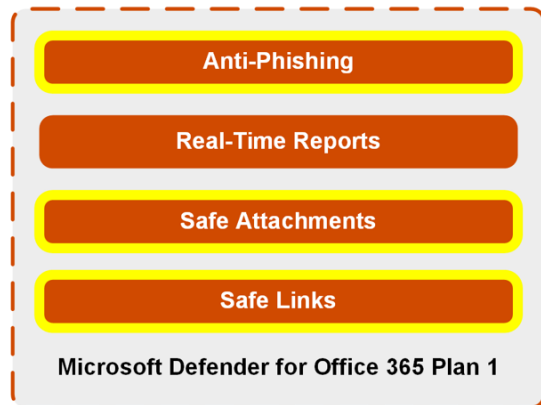 Anti-Phishing
Real-Time Reports
Safe Attachments
Safe Links
Microsoft Defender for Office 365 Plan 1